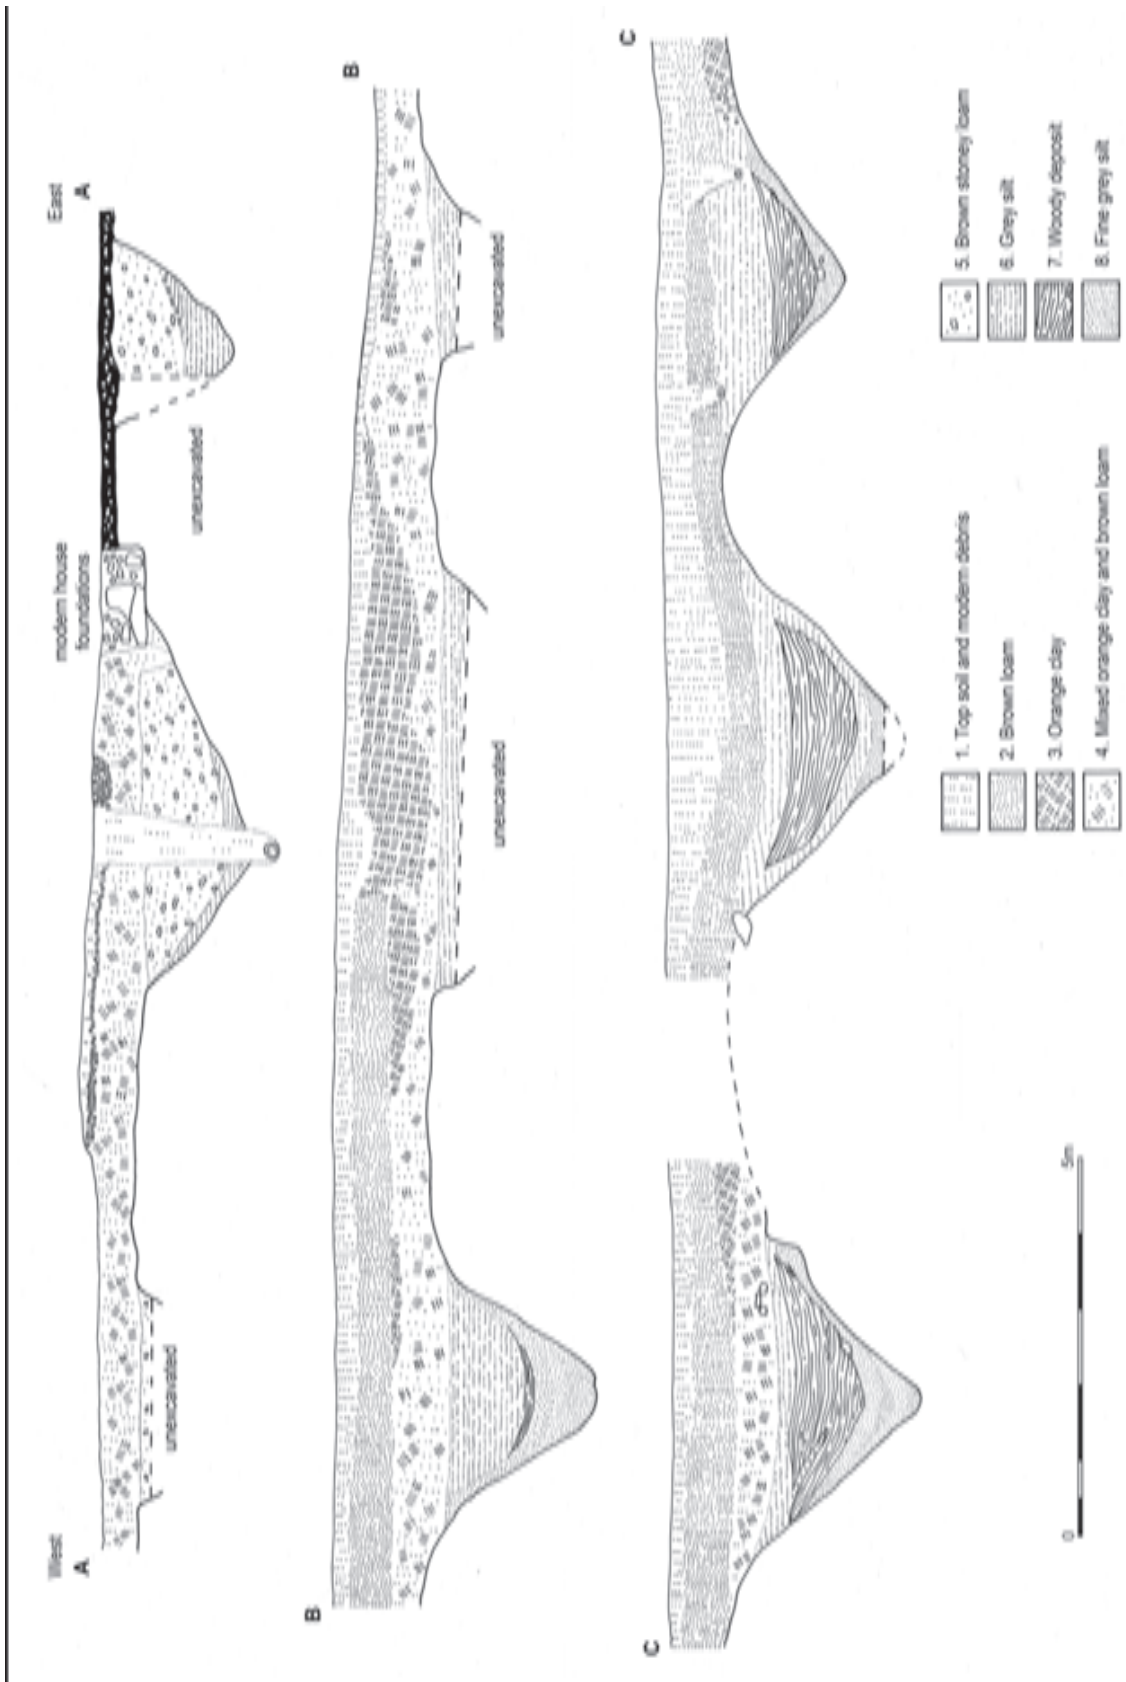 West
East
A
A
modern house
foundations
unexcavated
unexcavated
B
B
unexcavated
unexcavated
C
C
0
5m
1. Top soil and modern debris
2. Brown loam
3. Orange clay
4. Mixed orange clay and brown loam
5. Brown stoney loam
6. Grey silt
7. Woody deposit
8. Fine grey silt